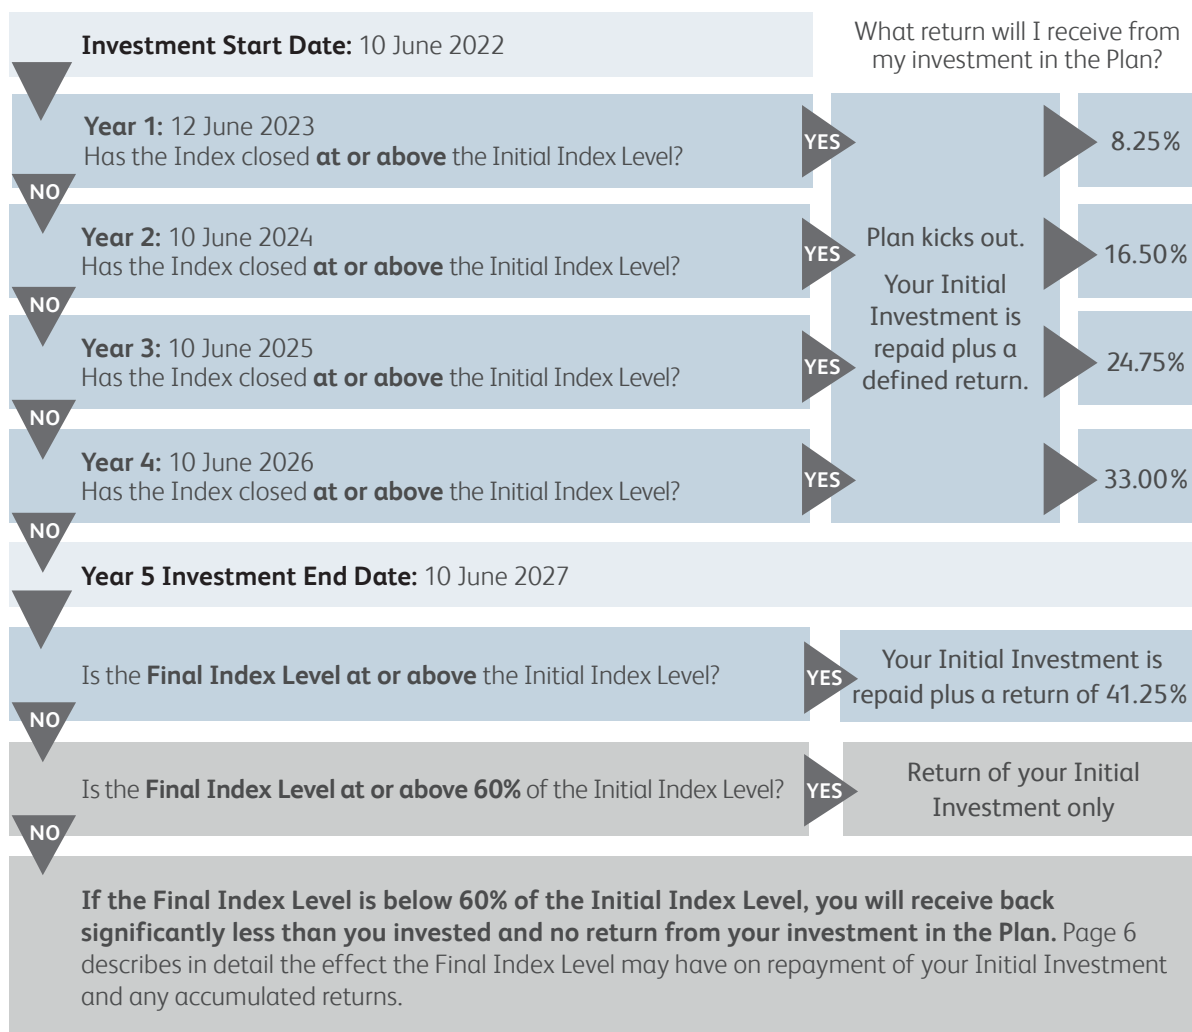 Investment Start Date: 10 June 2022
What return will I receive from
my investment in the Plan?
Year 1: 12 June 2023
Has the Index closed at or above the Initial Index Level?
YES
8.25%
NO
Year 2: 10 June 2024
Has the Index closed at or above the Initial Index Level?
YES
16.50%
NO
Year 3: 10 June 2025
Has the Index closed at or above the Initial Index Level?
YES
24.75%
NO
Year 4: 10 June 2026
Has the Index closed at or above the Initial Index Level?
YES
33.00%
Plan kicks out.
Your Initial
Investment is
repaid plus a
defined return.
NO
Year 5 Investment End Date: 10 June 2027
Is the Final Index Level at or above the Initial Index Level?
YES
Your Initial Investment is
repaid plus a return of 41.25%
NO
Is the Final Index Level at or above 60% of the Initial Index Level?
YES
Return of your Initial
Investment only
NO
If the Final Index Level is below 60% of the Initial Index Level, you will receive back
significantly less than you invested and no return from your investment in the Plan. Page 6
describes in detail the effect the Final Index Level may have on repayment of your Initial Investment
and any accumulated returns.